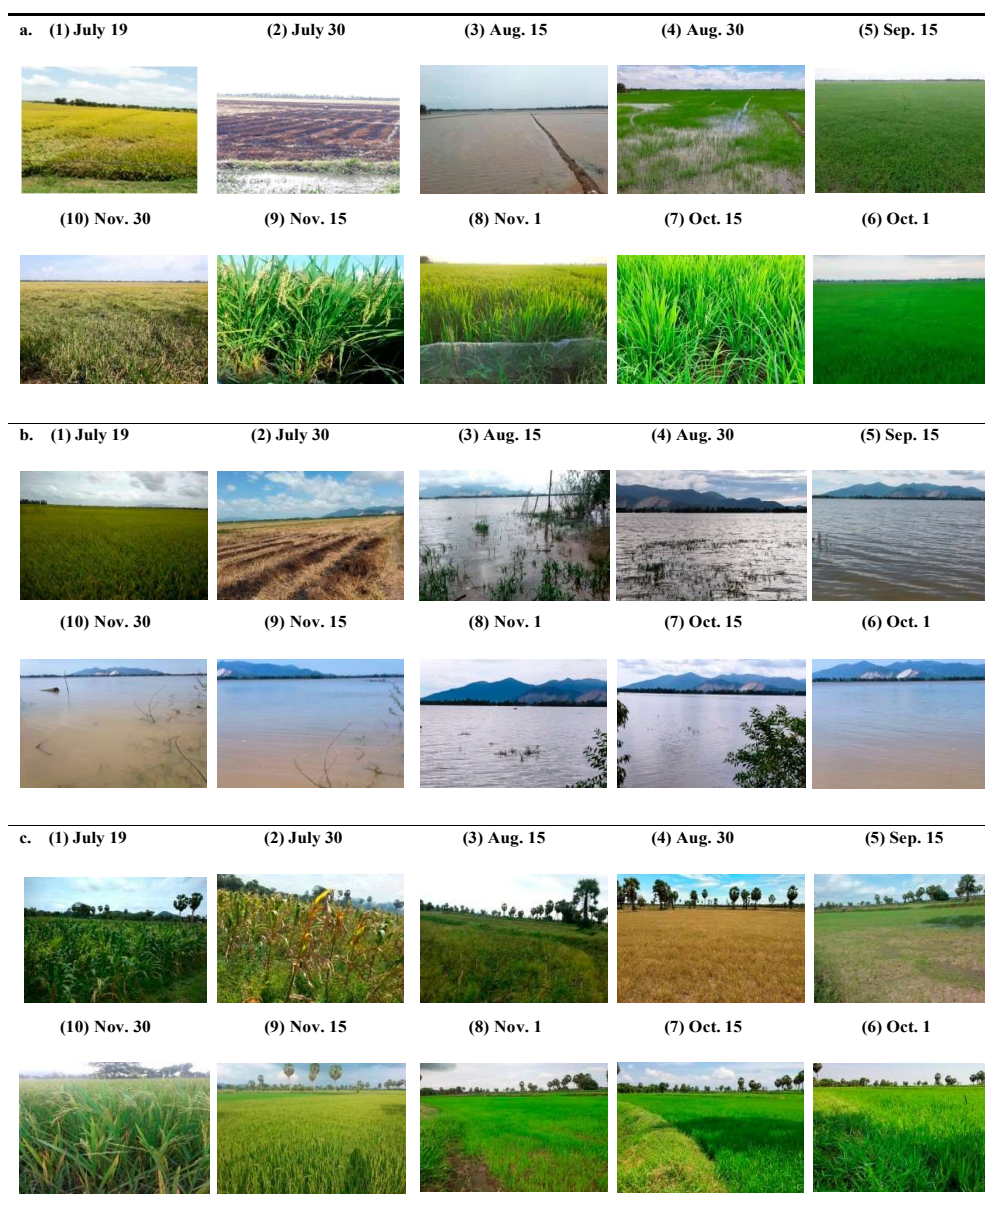 a. (1) July 19 (2) July 30 (3) Aug. 15 (4) Aug. 30 (5) Sep. 15
(10) Nov. 30 (9) Nov. 15 (8) Nov. 1 (7) Oct. 15 (6) Oct. 1
b. (1) July 19 (2) July 30 (3) Aug. 15 (4) Aug. 30 (5) Sep. 15
(10) Nov. 30 (9) Nov. 15 (8) Nov. 1 (7) Oct. 15 (6) Oct. 1
c. (1) July 19 (2) July 30 (3) Aug. 15 (4) Aug. 30 (5) Sep. 15
(10) Nov. 30 (9) Nov. 15 (8) Nov. 1 (7) Oct. 15 (6) Oct. 1